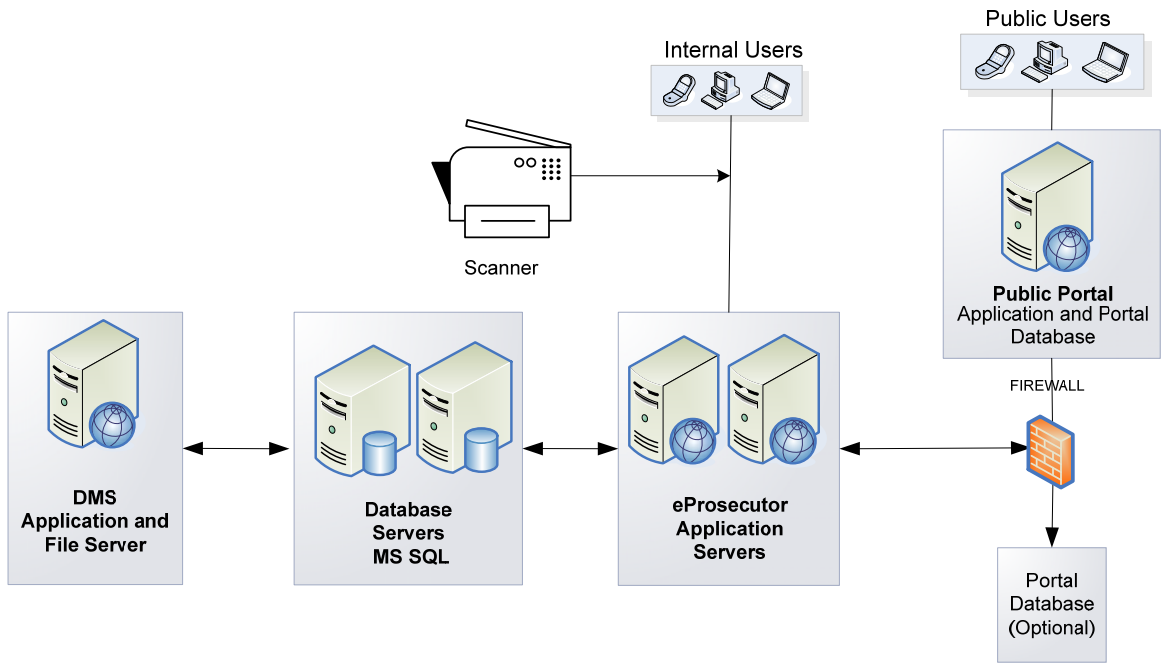 Public Users
Internal Users
Scanner
Public Portal
Application and Portal
Database
FIREWALL
DMS
Application and
File Server
Database
Servers
MS SQL
eProsecutor
Application
Servers
Portal
Database
(Optional)